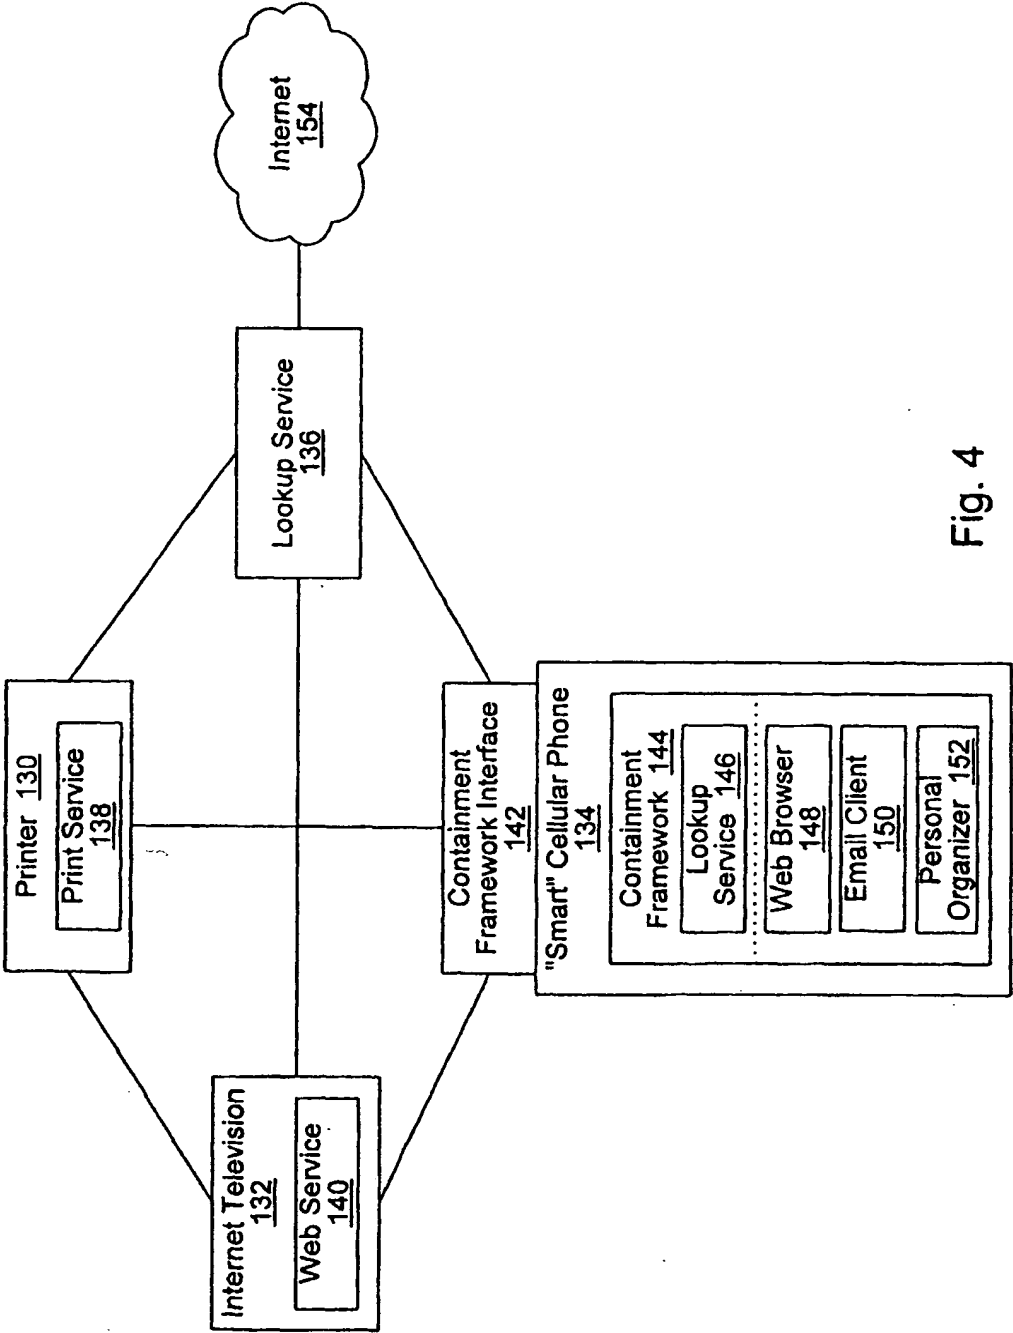 Printer 130
Print Service
138
Internet Television
132
Web Service
140
Lookup Service
136
Internet
154
Containment
Framework Interface
142
"Smart" Cellular Phone
134
Containment
Framework 144
Lookup
Service 146
Web Browser
148
Email Client
150
Personal
Organizer 152
Fig. 4